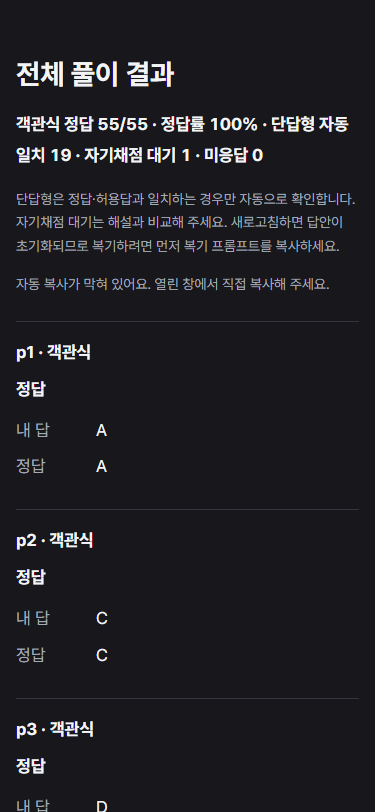 전체 풀이 결과
객관식 정답 55/55 · 정답률 100% · 단답형 자동
일치 19 · 자기채점 대기 1 · 미응답 0
단답형은 정답·허용답과 일치하는 경우만 자동으로 확인합니다.
자기채점 대기는 해설과 비교해 주세요. 새로고침하면 답안이
초기화되므로 복기하려면 먼저 복기 프롬프트를 복사하세요.
자동 복사가 막혀 있어요. 열린 창에서 직접 복사해 주세요.
p1 · 객관식
정답
내 답 A
정답 A
p2 · 객관식
정답
내 답 C
정답 C
p3 · 객관식
정답
내 답 D